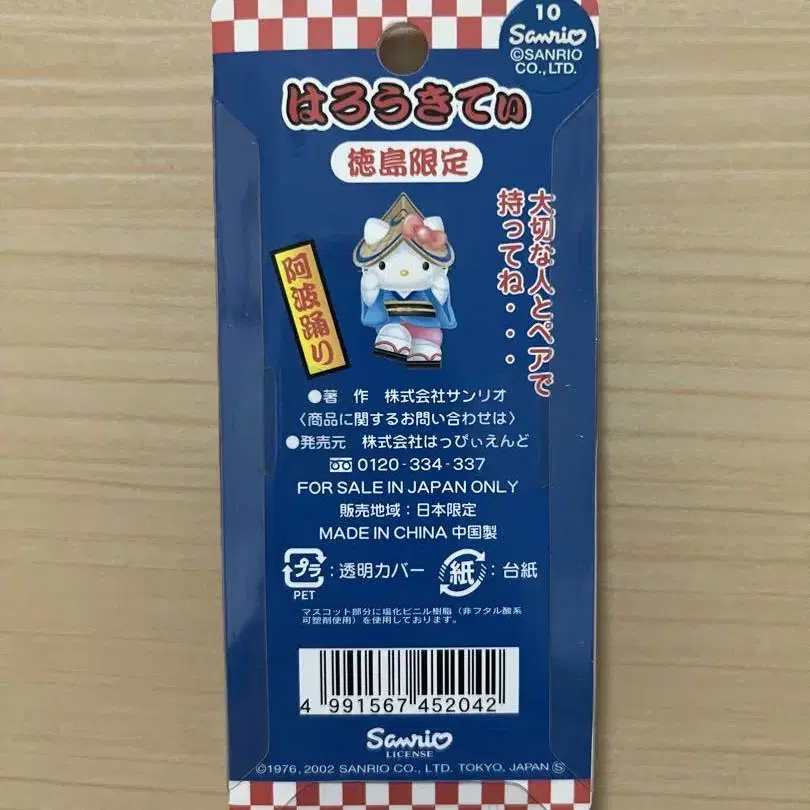 10
Sanrio
©SANRIO
CO.,LTD.
はろうきてぃ
徳島限定
大切な人とペアで
持ってね・・・
阿波踊り
●著　作　株式会社サンリオ
〈商品に関するお問い合わせは〉
●発売元　株式会社はっぴぃえんど
0120-334-337
FOR SALE IN JAPAN ONLY
販売地域：日本限定
MADE IN CHINA 中国製
プラ：透明カバー　紙：台紙
PET
マスコット部分に塩化ビニル樹脂（非フタル酸系
可塑剤使用）を使用しております。
4 991567 452042
Sanrio
LICENSE
©1976, 2002 SANRIO CO., LTD. TOKYO, JAPAN Ⓢ